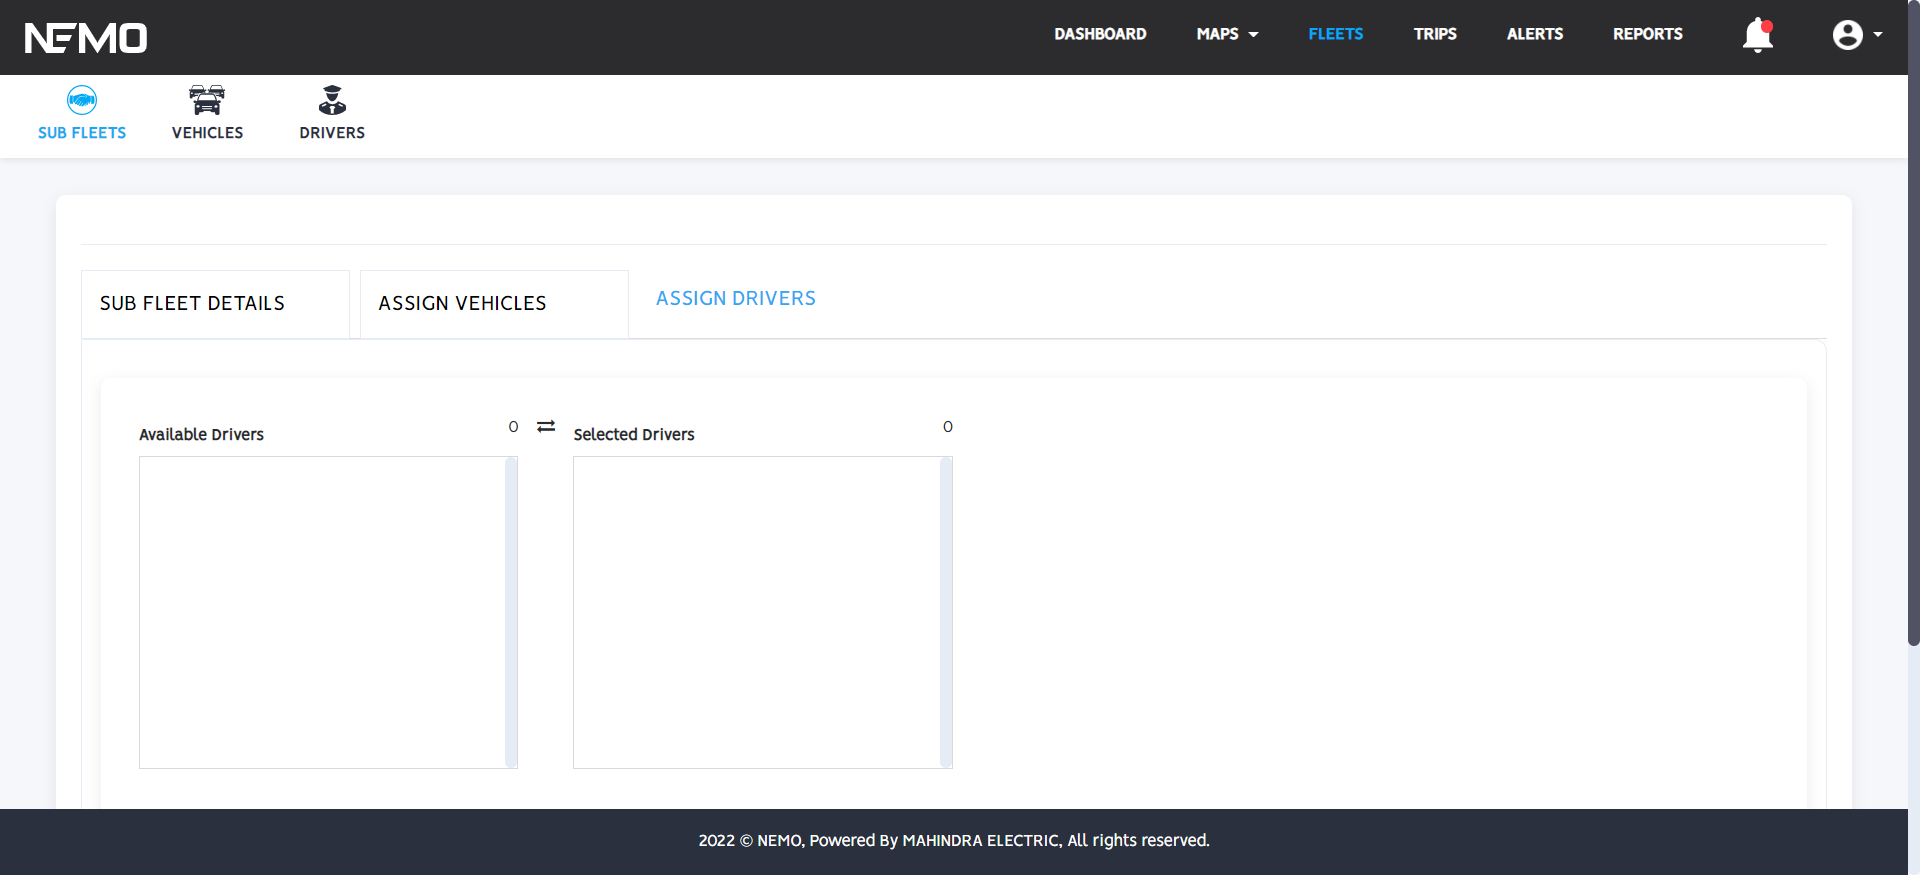 NEMO
DASHBOARD
MAPS
FLEETS
TRIPS
ALERTS
REPORTS
SUB FLEETS
VEHICLES
DRIVERS
SUB FLEET DETAILS
ASSIGN VEHICLES
ASSIGN DRIVERS
Available Drivers
0
Selected Drivers
0
2022 © NEMO, Powered By MAHINDRA ELECTRIC, All rights reserved.